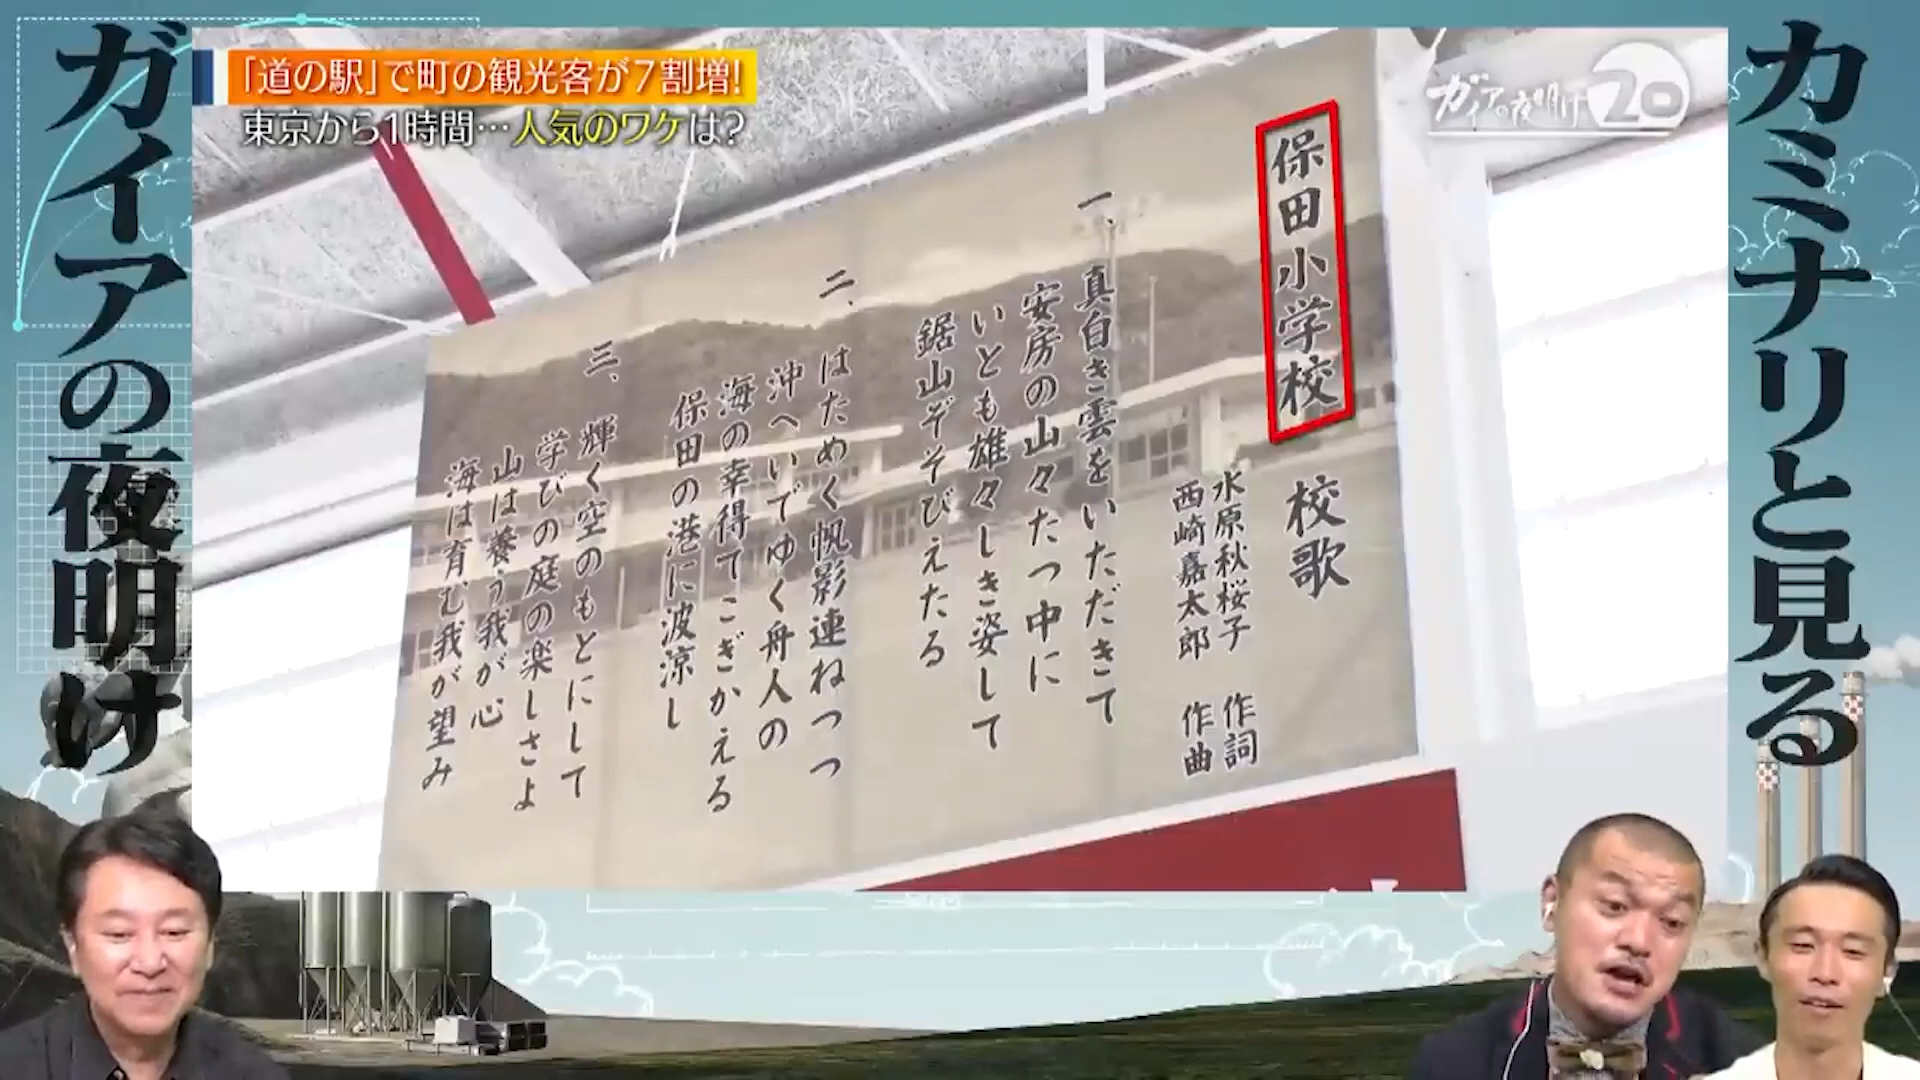 「道の駅」で町の観光客が7割増!
東京から1時間…人気のワケは?
ガイアの夜明け 20
カミナリと見る
ガイアの夜明け
保田小学校 校歌
水原秋桜子 作詞
西崎嘉太郎 作曲
一、真白き雲をいただきて
安房の山々たつ中に
いとも雄々しき姿して
鋸山ぞそびえたる
二、はためく帆影連ねつつ
沖へいでゆく舟人の
海の幸得てこぎかえる
保田の港に波涼し
三、輝く空のもとにして
学びの庭の楽しさよ
山は養う我が心
海は育む我が望み